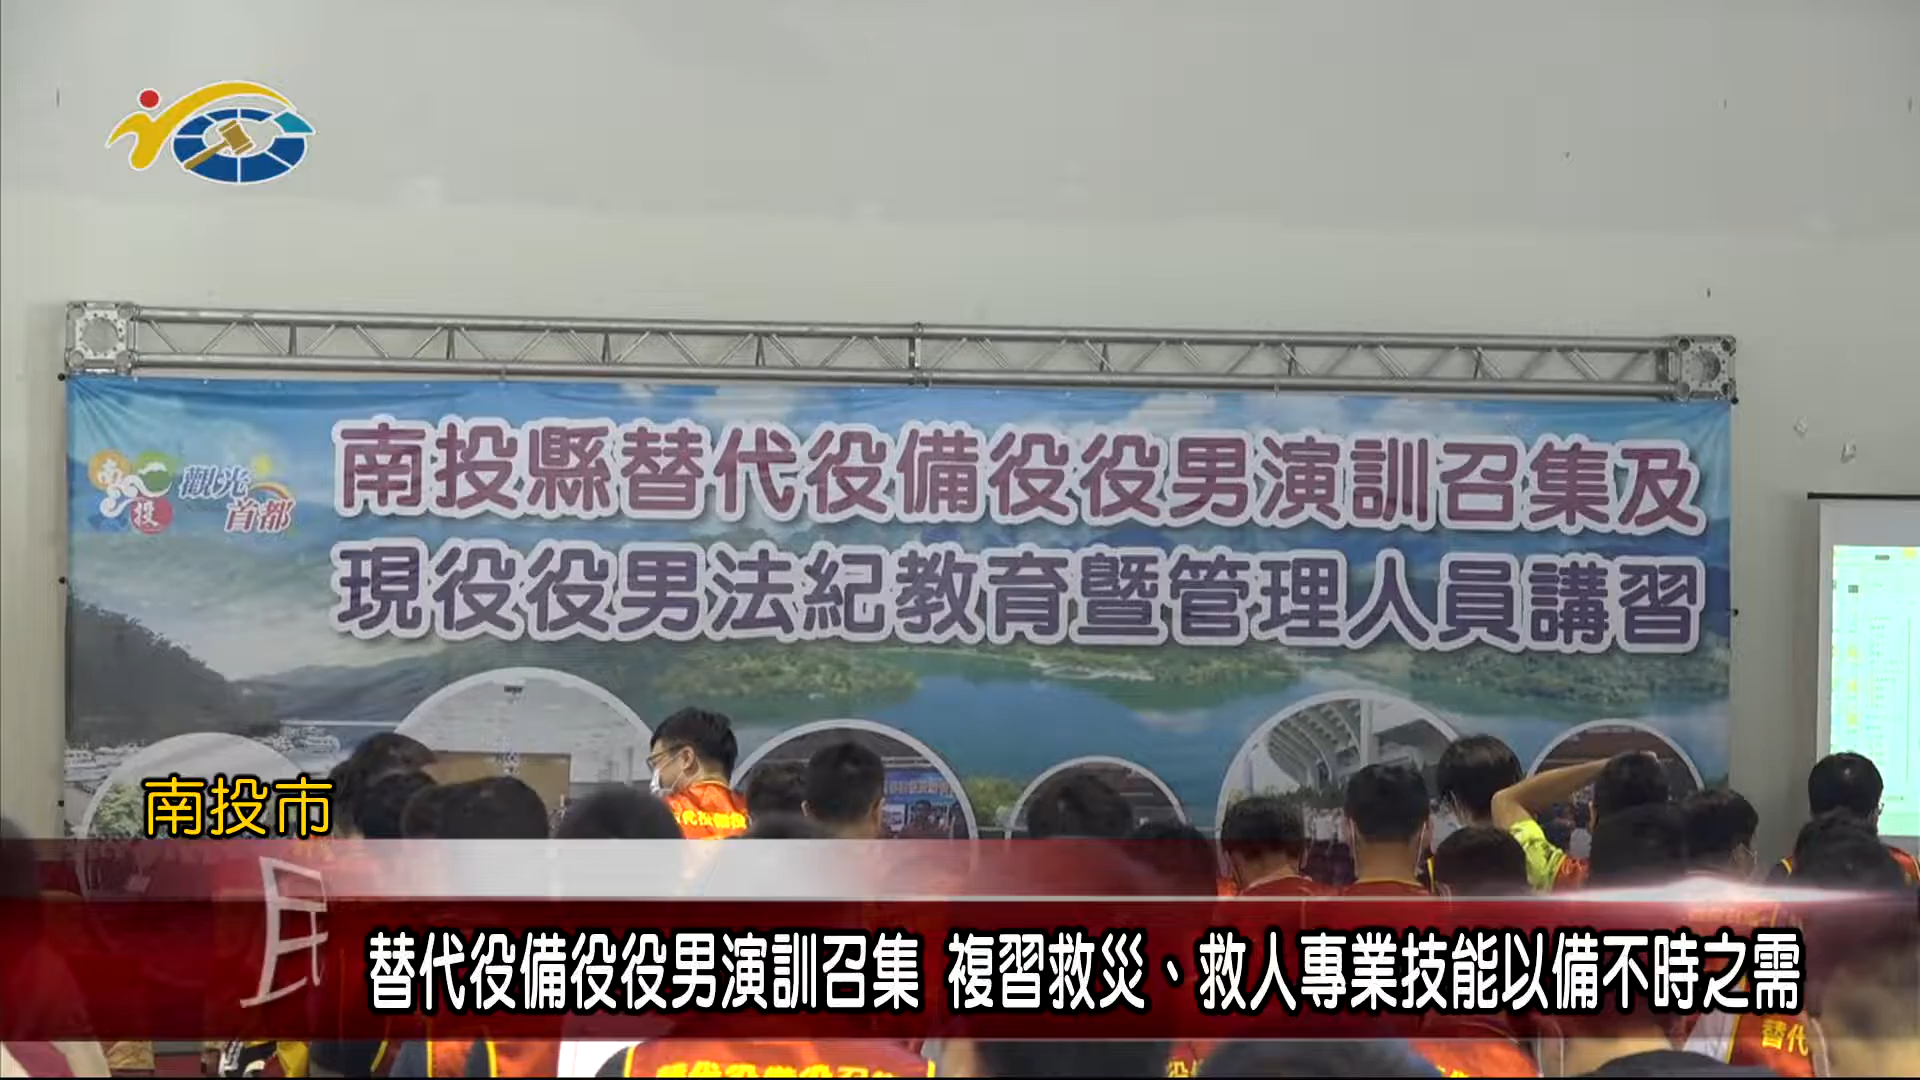 南投縣替代役備役役男演訓召集及
現役役男法紀教育暨管理人員講習
南投
觀光
首都
南投市
替代役備役役男演訓召集 複習救災、救人專業技能以備不時之需
替代